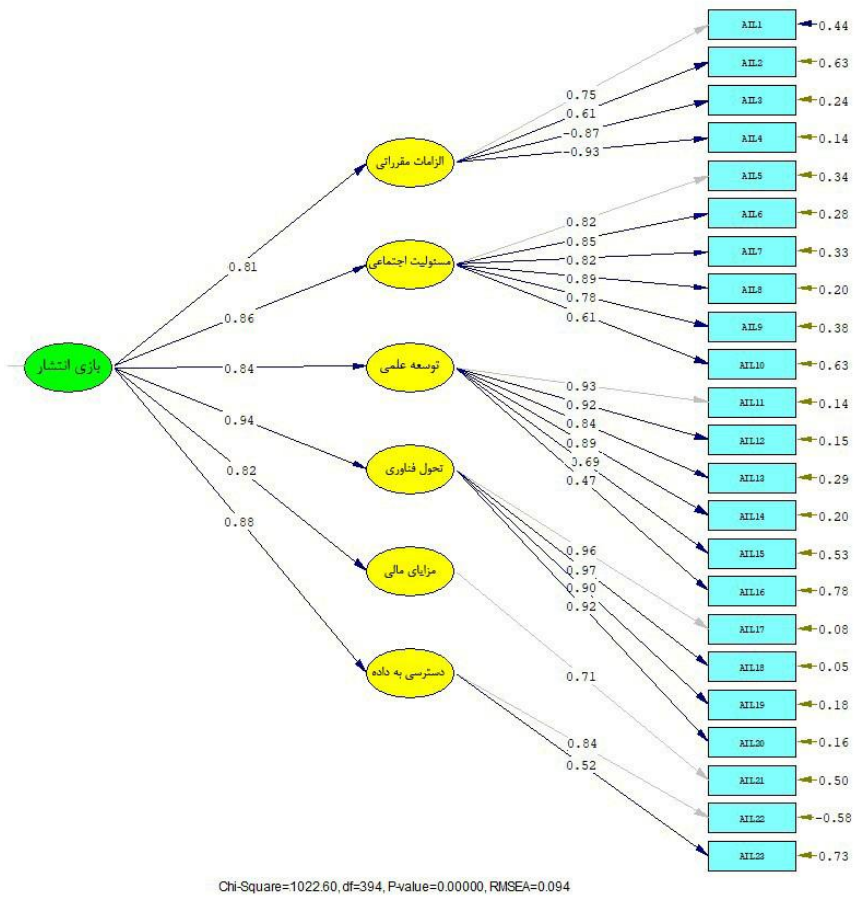 AIL1
0.44
AIL2
0.63
0.75
0.61
AIL3
0.24
-0.87
AIL4
0.14
-0.93
الزامات مقرراتی
AIL5
0.34
AIL6
0.28
0.82
0.85
AIL7
0.33
مسئولیت اجتماعی
0.82
0.81
AIL8
0.20
0.89
0.78
AIL9
0.38
0.61
0.86
AIL10
0.63
بازی انتشار
0.84
توسعه علمی
0.93
AIL11
0.14
0.92
0.84
AIL12
0.15
0.89
0.94
0.69
AIL13
0.29
0.47
تحول فناوری
0.82
AIL14
0.20
0.88
AIL15
0.53
0.96
0.97
مزایای مالی
0.90
AIL16
0.78
0.92
AIL17
0.08
AIL18
0.05
دسترسی به داده
0.71
AIL19
0.18
AIL20
0.16
0.84
0.52
AIL21
0.50
AIL22
-0.58
AIL23
0.73
Chi-Square=1022.60, df=394, P-value=0.00000, RMSEA=0.094